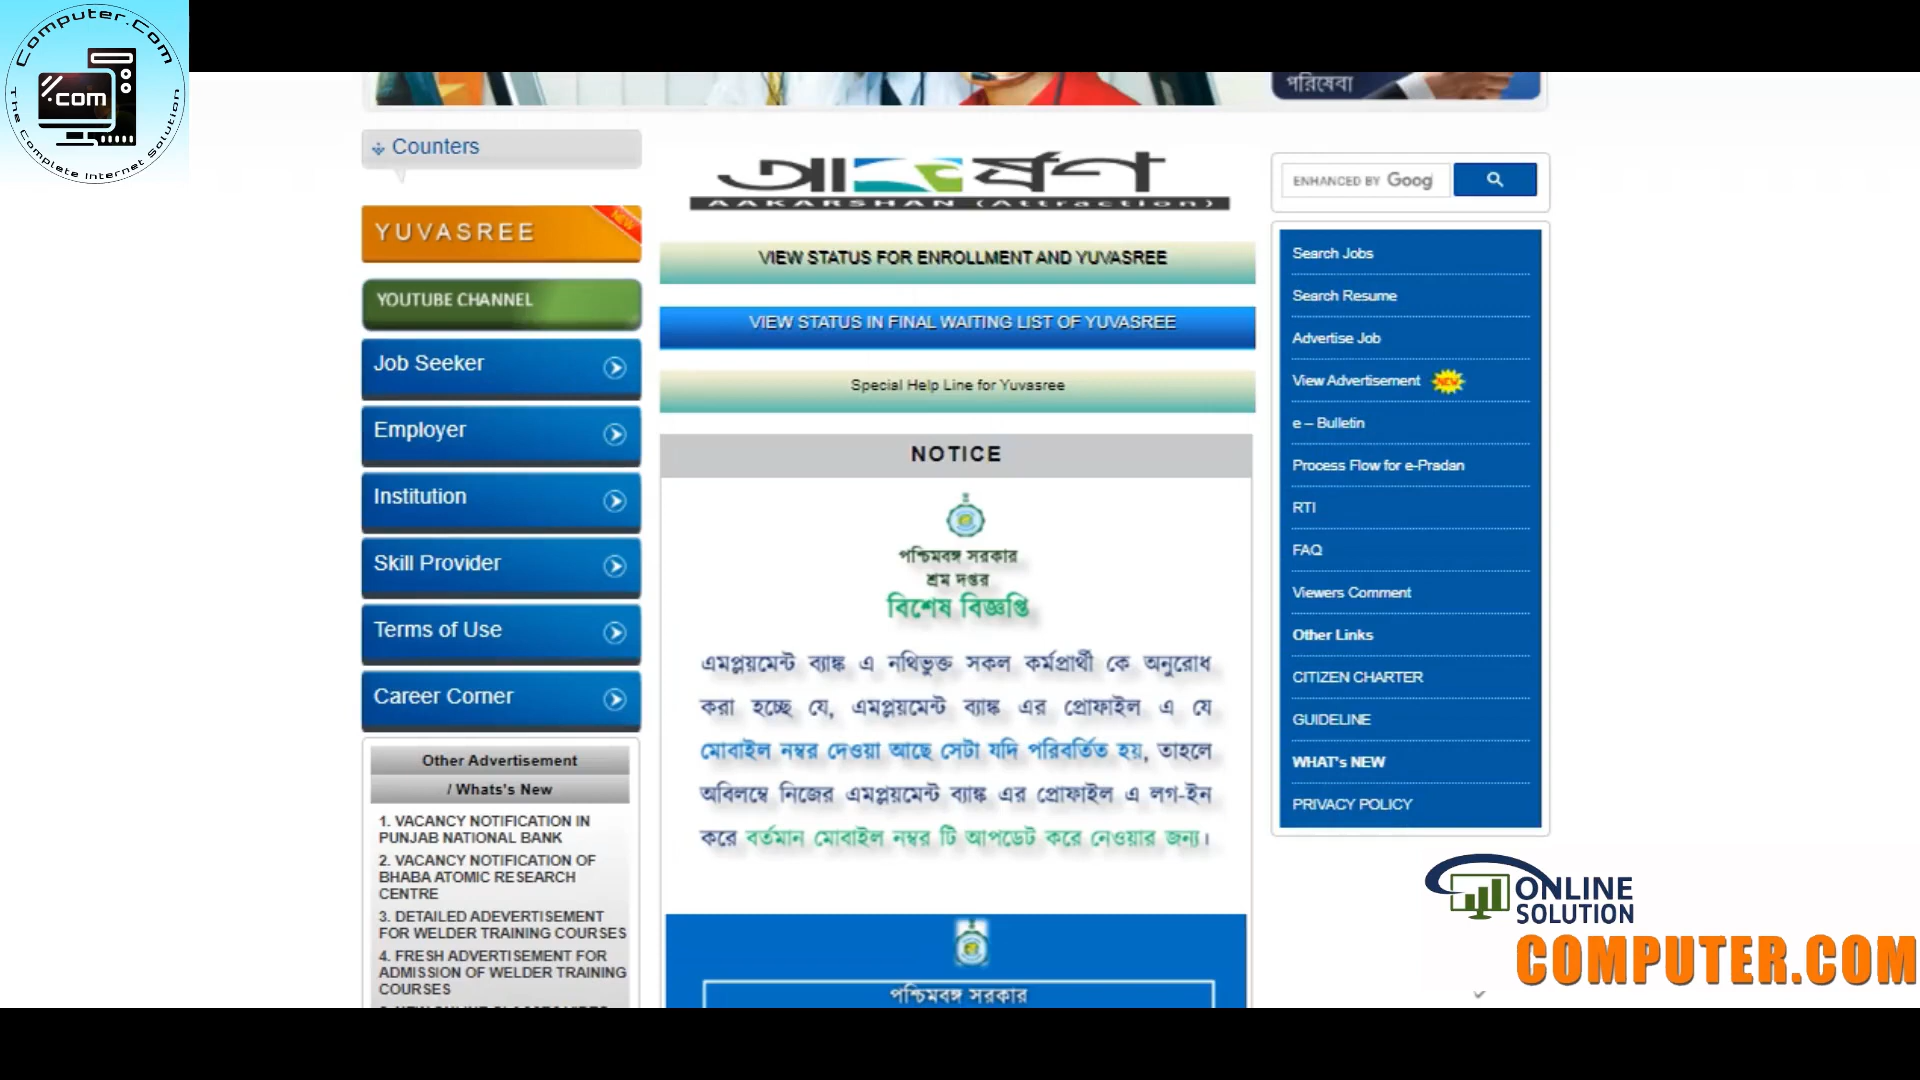 Computer.Com
.com
The Complete Internet Solution
পরিষেবা
Counters
YUVASREE
NEW
YOUTUBE CHANNEL
Job Seeker
Employer
Institution
Skill Provider
Terms of Use
Career Corner
Other Advertisement
/ Whats's New
1. VACANCY NOTIFICATION IN
PUNJAB NATIONAL BANK
2. VACANCY NOTIFICATION OF
BHABA ATOMIC RESEARCH
CENTRE
3. DETAILED ADEVERTISEMENT
FOR WELDER TRAINING COURSES
4. FRESH ADVERTISEMENT FOR
ADMISSION OF WELDER TRAINING
COURSES
AAKARSHAN (Attraction)
VIEW STATUS FOR ENROLLMENT AND YUVASREE
VIEW STATUS IN FINAL WAITING LIST OF YUVASREE
Special Help Line for Yuvasree
NOTICE
পশ্চিমবঙ্গ সরকার
শ্রম দপ্তর
বিশেষ বিজ্ঞপ্তি
এমপ্লয়মেন্ট ব্যাঙ্ক এ নথিভুক্ত সকল কর্মপ্রার্থী কে অনুরোধ
করা হচ্ছে যে, এমপ্লয়মেন্ট ব্যাঙ্ক এর প্রোফাইল এ যে
মোবাইল নম্বর দেওয়া আছে সেটা যদি পরিবর্তিত হয়, তাহলে
অবিলম্বে নিজের এমপ্লয়মেন্ট ব্যাঙ্ক এর প্রোফাইল এ লগ-ইন
করে বর্তমান মোবাইল নম্বর টি আপডেট করে নেওয়ার জন্য।
পশ্চিমবঙ্গ সরকার
ENHANCED BY Goog
Search Jobs
Search Resume
Advertise Job
View Advertisement NEW
e – Bulletin
Process Flow for e-Pradan
RTI
FAQ
Viewers Comment
Other Links
CITIZEN CHARTER
GUIDELINE
WHAT's NEW
PRIVACY POLICY
ONLINE
SOLUTION
COMPUTER.COM